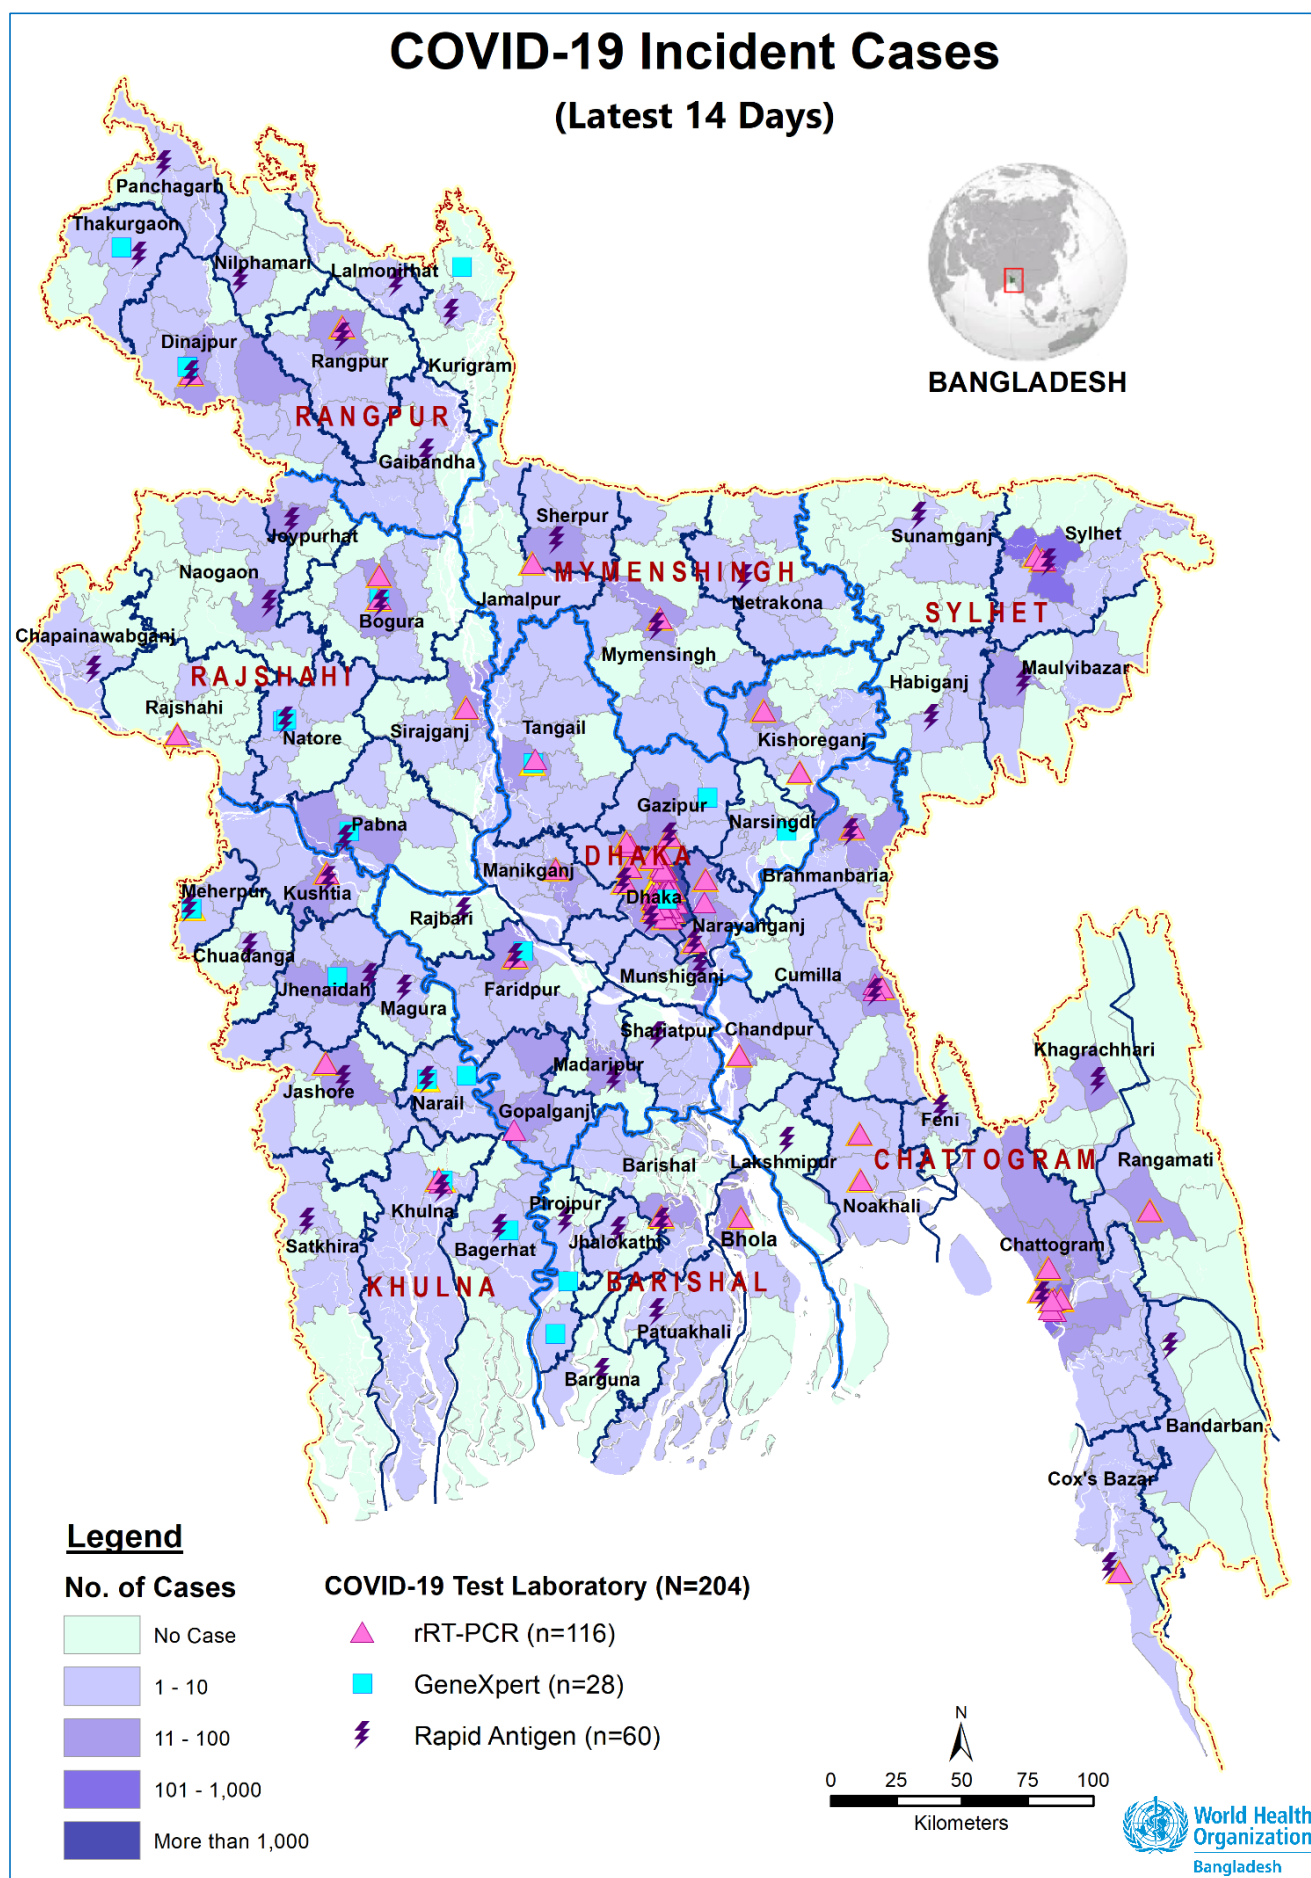 COVID-19 Incident Cases
(Latest 14 Days)
BANGLADESH
Panchagarh
Thakurgaon
Nilphamari
Lalmonirhat
Dinajpur
Rangpur
Kurigram
RANGPUR
Gaibandha
Sherpur
Sunamganj
Sylhet
Joypurhat
Naogaon
MYMENSHINGH
Jamalpur
Netrakona
SYLHET
Bogura
Chapainawabganj
Mymensingh
Maulvibazar
RAJSHAHI
Habiganj
Rajshahi
Natore
Sirajganj
Tangail
Kishoreganj
Gazipur
Narsingdi
Pabna
DHAKA
Manikganj
Brahmanbaria
Meherpur
Kushtia
Dhaka
Rajbari
Narayanganj
Chuadanga
Munshiganj
Cumilla
Jhenaidah
Faridpur
Magura
Shariatpur
Chandpur
Khagrachhari
Madaripur
Jashore
Narail
Gopalganj
Feni
Barishal
Lakshmipur
CHATTOGRAM
Rangamati
Pirojpur
Khulna
Noakhali
Satkhira
Bagerhat
Jhalokathi
Bhola
Chattogram
KHULNA
BARISHAL
Patuakhali
Barguna
Bandarban
Cox's Bazar
Legend
No. of Cases
No Case
1 - 10
11 - 100
101 - 1,000
More than 1,000
COVID-19 Test Laboratory (N=204)
rRT-PCR (n=116)
GeneXpert (n=28)
Rapid Antigen (n=60)
N
0 25 50 75 100
Kilometers
World Health
Organization
Bangladesh